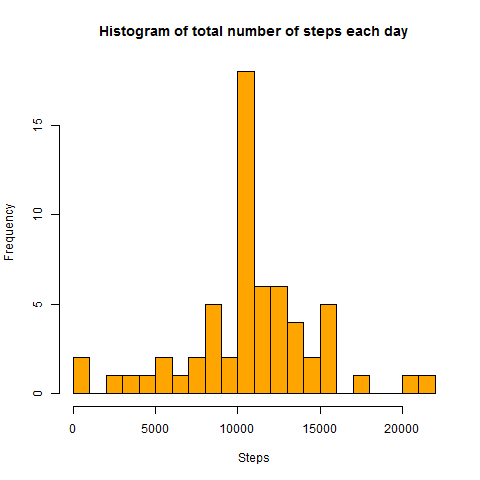 Histogram of total number of steps each day
Frequency
15
10
5
0
0 5000 10000 15000 20000
Steps